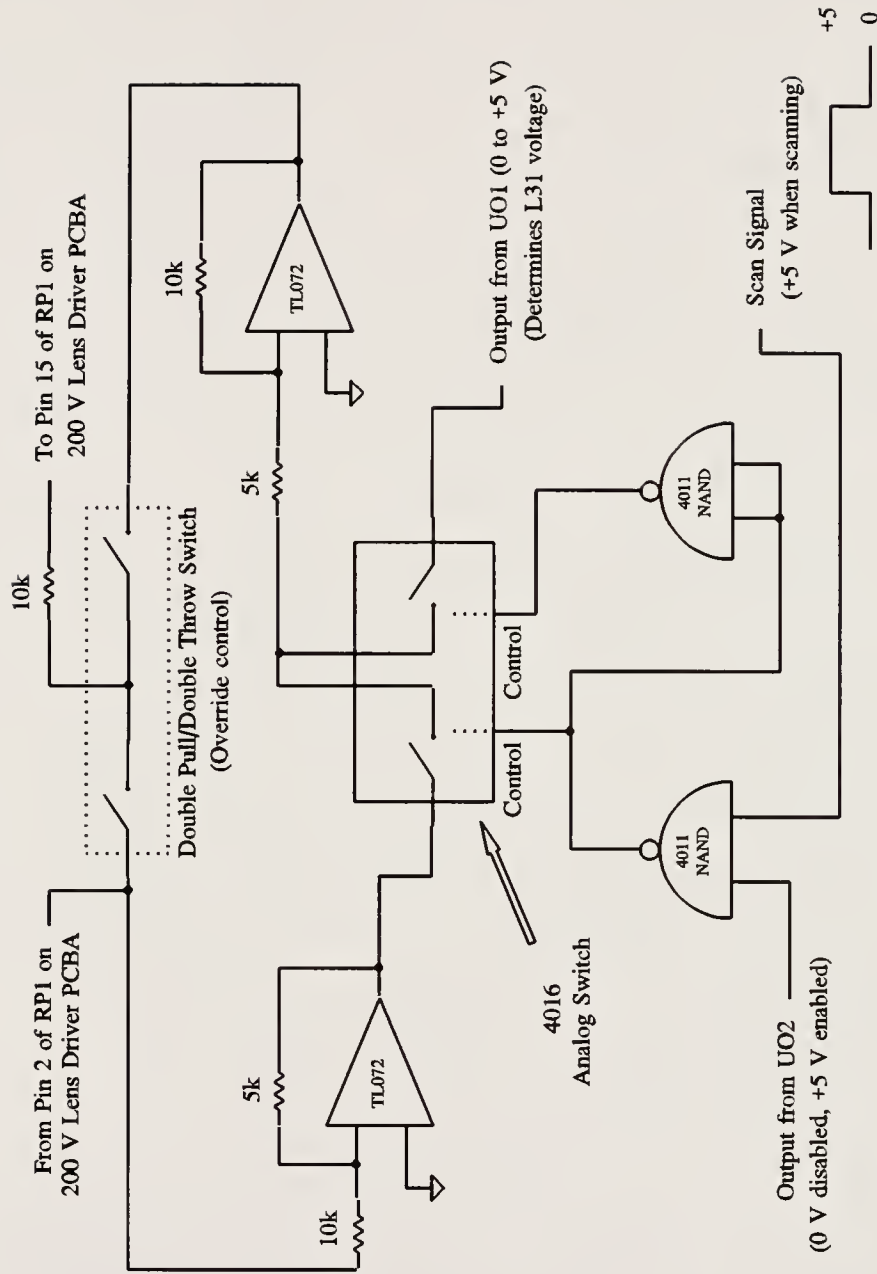 From Pin 2 of RP1 on
200 V Lens Driver PCBA
10k
To Pin 15 of RP1 on
200 V Lens Driver PCBA
Double Pull/Double Throw Switch
(Override control)
10k
5k
TL072
5k
10k
TL072
4016
Analog Switch
Control
Control
Output from UO1 (0 to +5 V)
(Determines L31 voltage)
4011
NAND
4011
NAND
Output from UO2
(0 V disabled, +5 V enabled)
Scan Signal
(+5 V when scanning)
+5
0